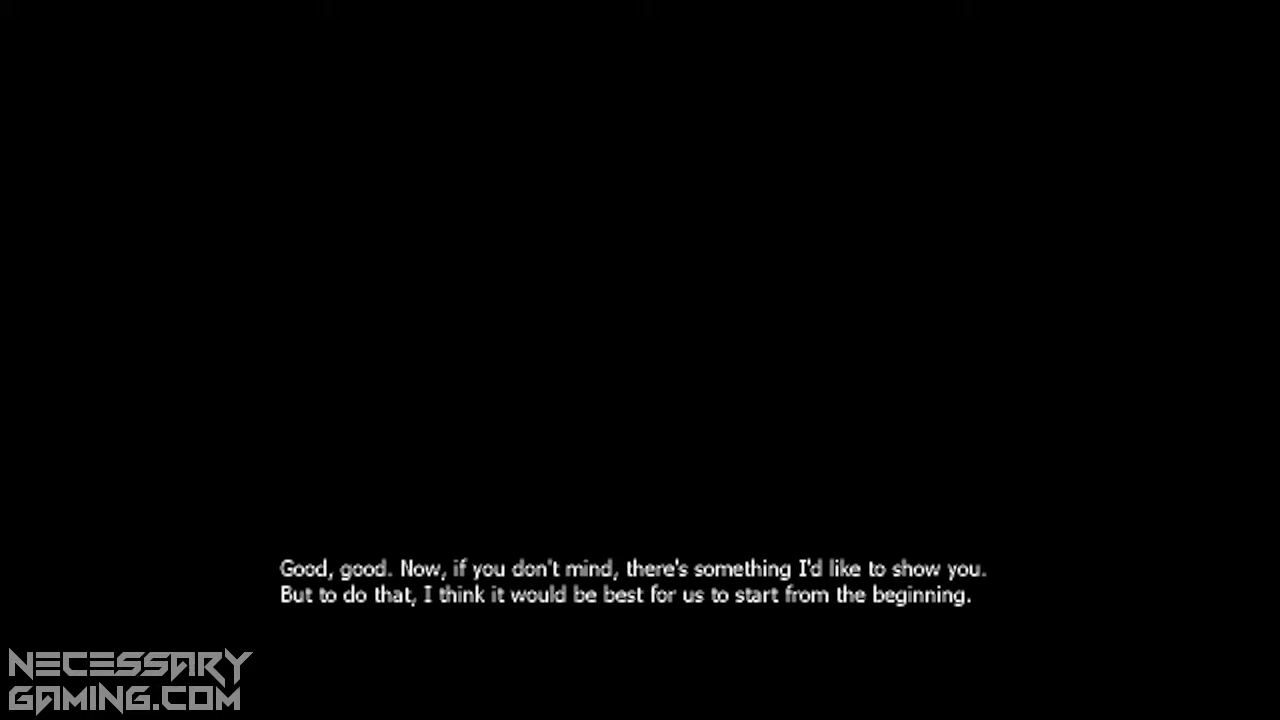 Good, good. Now, if you don't mind, there's something I'd like to show you.
But to do that, I think it would be best for us to start from the beginning.
NECESSARY
GAMING.COM